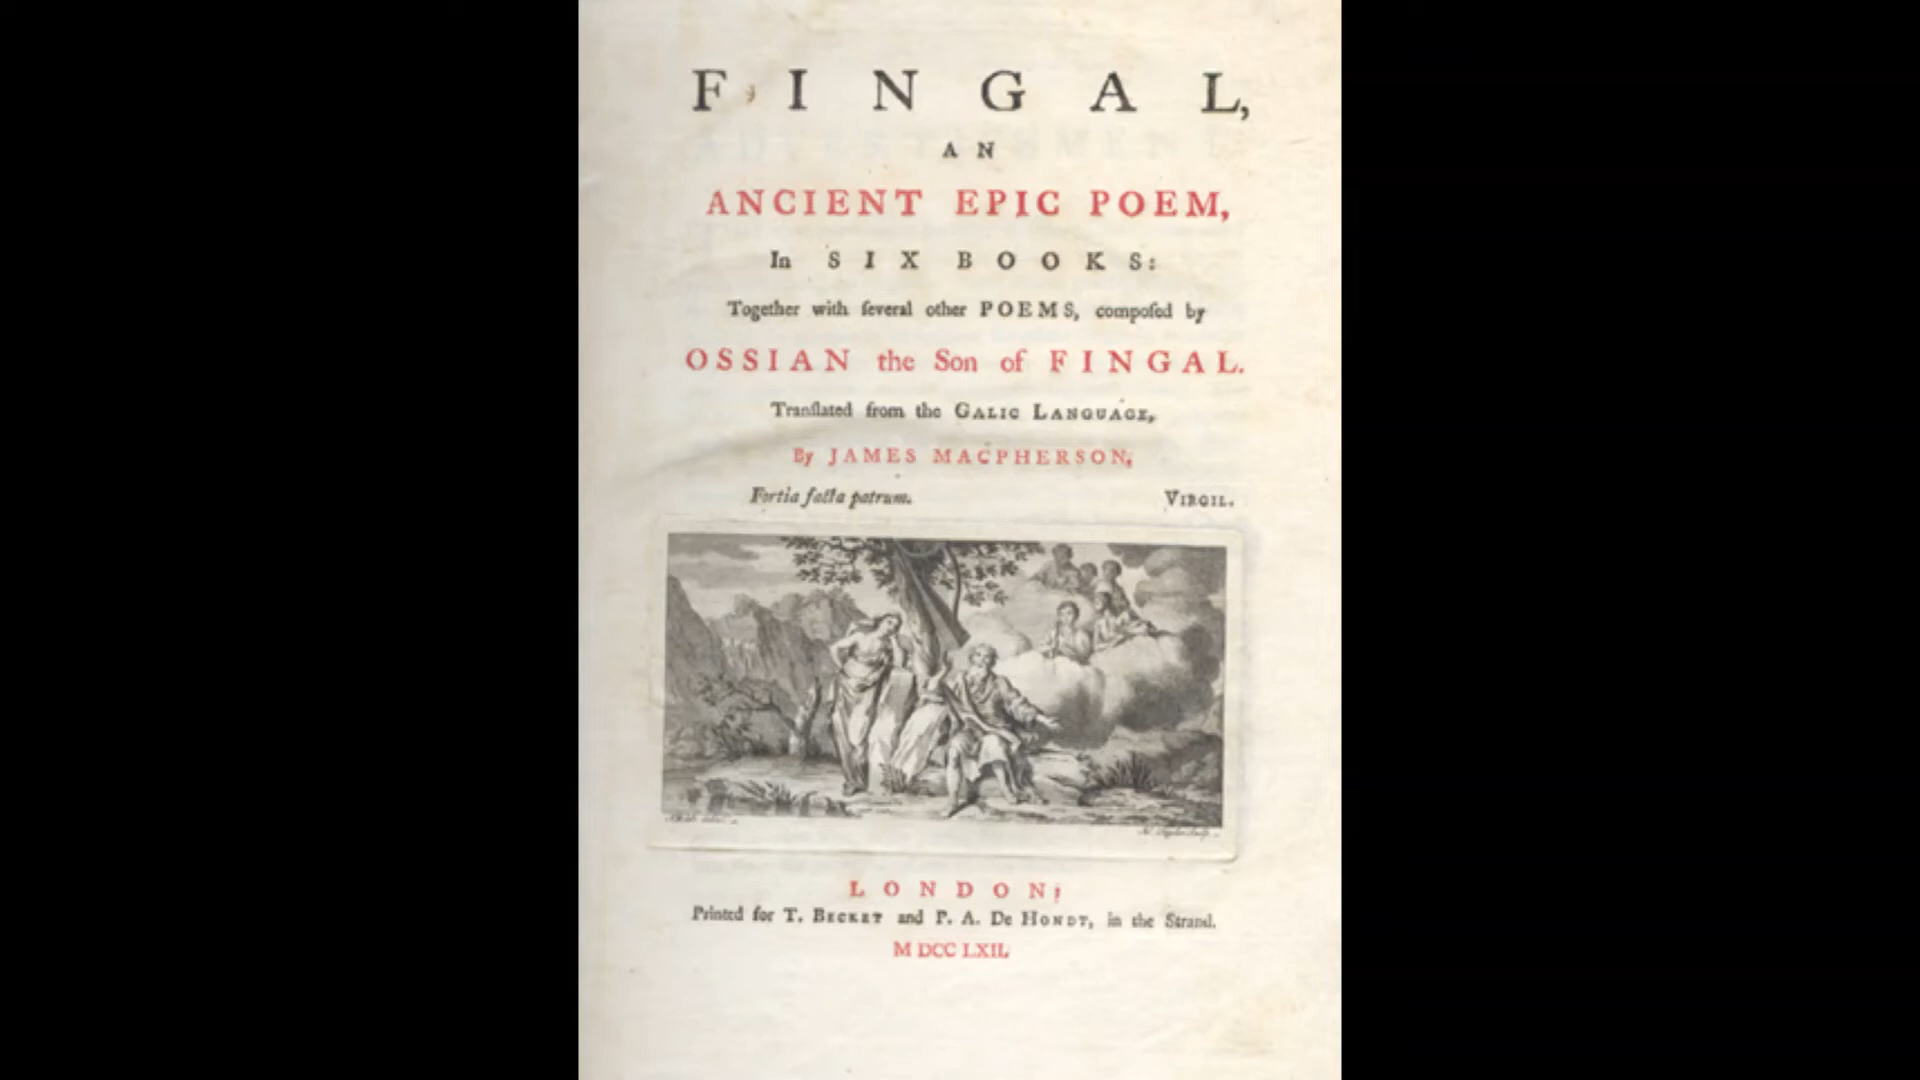 FINGAL,
AN
ANCIENT EPIC POEM,
In SIX BOOKS:
Together with ſeveral other POEMS, compoſed by
OSSIAN the Son of FINGAL.
Tranſlated from the GALIC LANGUAGE,
By JAMES MACPHERSON,
Fortia facta patrum. VIRGIL.
LONDON;
Printed for T. BECKET and P. A. De HONDT, in the Strand.
M DCC LXII.